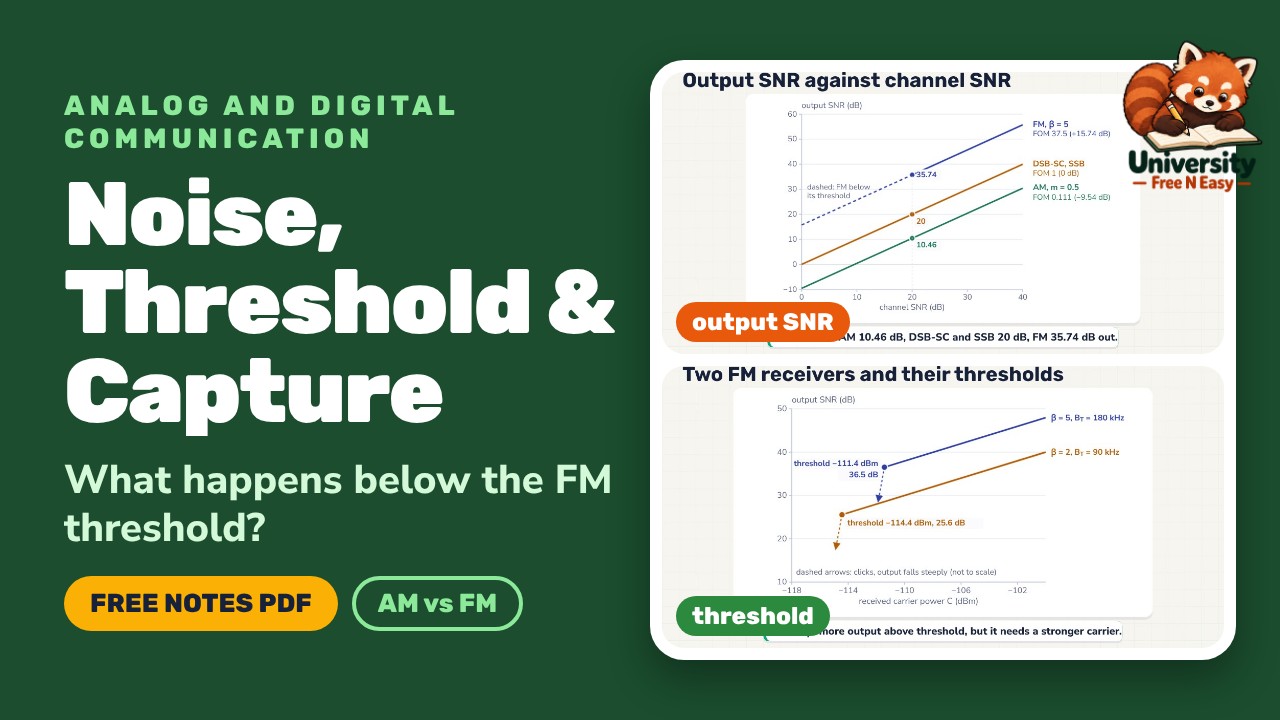 ANALOG AND DIGITAL
COMMUNICATION
Noise,
Threshold &
Capture
What happens below the FM
threshold?
FREE NOTES PDF
AM vs FM
Output SNR against channel SNR
output SNR (dB)
60
50
40
30
20
10
0
−10
0
10
20
30
40
channel SNR (dB)
dashed: FM below
its threshold
35.74
20
10.46
FM, β = 5
FOM 37.5 (+15.74 dB)
DSB-SC, SSB
FOM 1 (0 dB)
AM, m = 0.5
FOM 0.111 (−9.54 dB)
output SNR
AM 10.46 dB, DSB-SC and SSB 20 dB, FM 35.74 dB out.
University
Free N Easy
Two FM receivers and their thresholds
output SNR (dB)
50
40
30
20
10
−118
−114
−110
−106
−102
received carrier power C (dBm)
β = 5, Bᴛ = 180 kHz
β = 2, Bᴛ = 90 kHz
threshold −111.4 dBm
36.5 dB
threshold −114.4 dBm, 25.6 dB
dashed arrows: clicks, output falls steeply (not to scale)
threshold
more output above threshold, but it needs a stronger carrier.